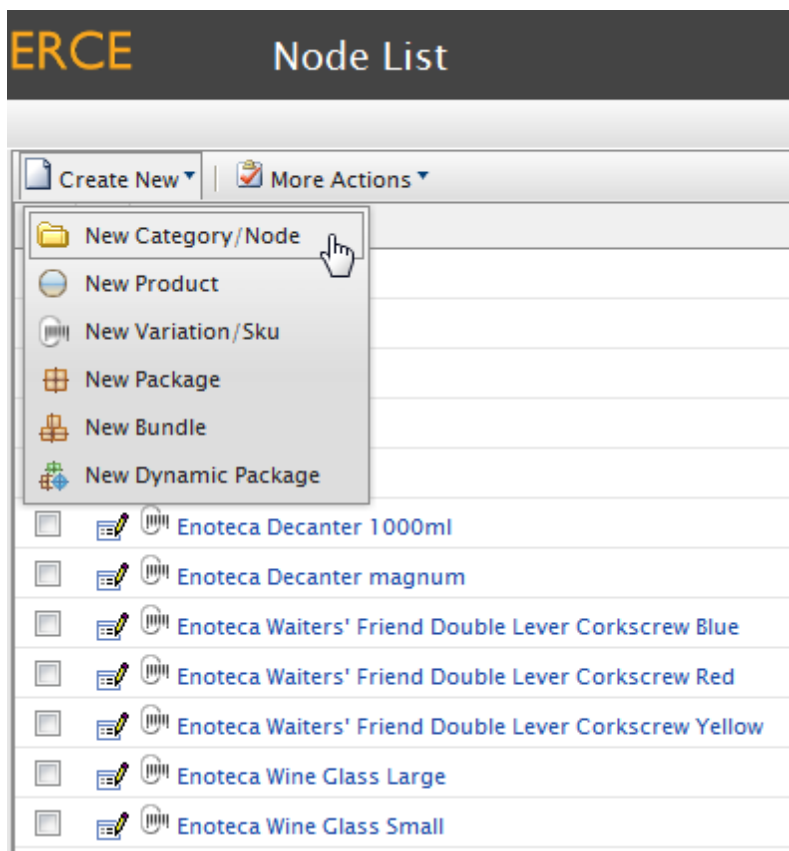 ERCE Node List
Create New More Actions
New Category/Node
New Product
New Variation/Sku
New Package
New Bundle
New Dynamic Package
Enoteca Decanter 1000ml
Enoteca Decanter magnum
Enoteca Waiters' Friend Double Lever Corkscrew Blue
Enoteca Waiters' Friend Double Lever Corkscrew Red
Enoteca Waiters' Friend Double Lever Corkscrew Yellow
Enoteca Wine Glass Large
Enoteca Wine Glass Small